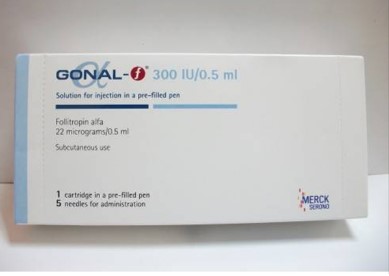 GONAL-f® 300 IU/0.5 ml
Solution for injection in a pre-filled pen
Follitropin alfa
22 micrograms/0.5 ml
Subcutaneous use
1 cartridge in a pre-filled pen
5 needles for administration
MERCK
SERONO